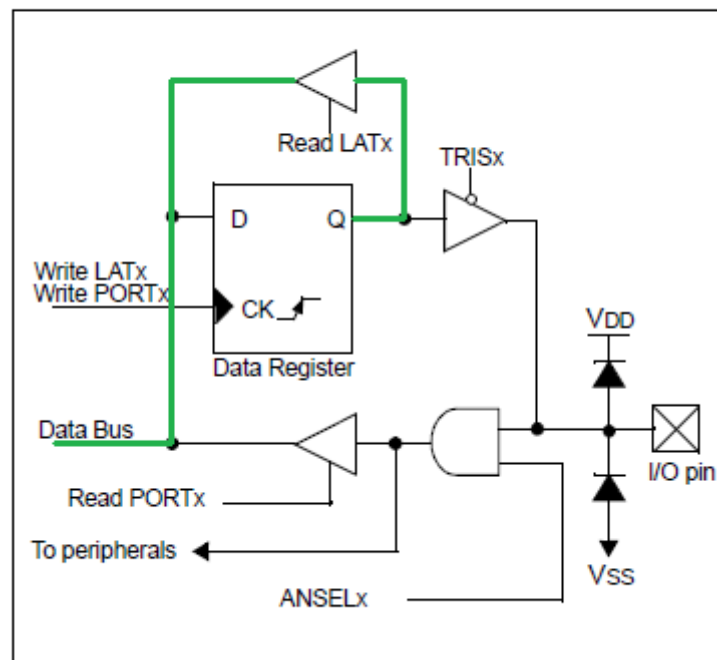 Read LATx
TRISx
D
Q
Write LATx
Write PORTx
CK
Data Register
VDD
Data Bus
I/O pin
Read PORTx
To peripherals
VSS
ANSELx